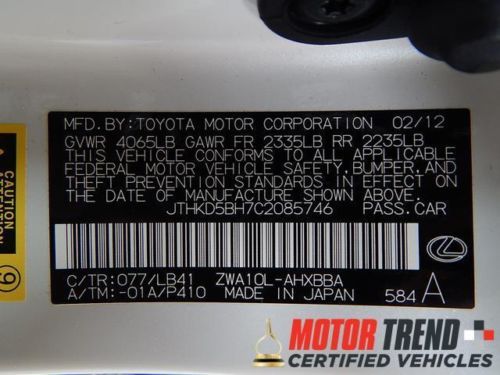 MFD. BY: TOYOTA MOTOR CORPORATION 02/12
GVWR 4065LB GAWR FR 2335LB RR 2235LB
THIS VEHICLE CONFORMS TO ALL APPLICABLE
FEDERAL MOTOR VEHICLE SAFETY, BUMPER, AND
THEFT PREVENTION STANDARDS IN EFFECT ON
THE DATE OF MANUFACTURE SHOWN ABOVE.
JTHKD5BH7C2085746 PASS. CAR
C/TR: 077/LB41 ZWA10L-AHXBBA
A/TM: -01A/P410 MADE IN JAPAN 584 A
MOTOR TREND
CERTIFIED VEHICLES